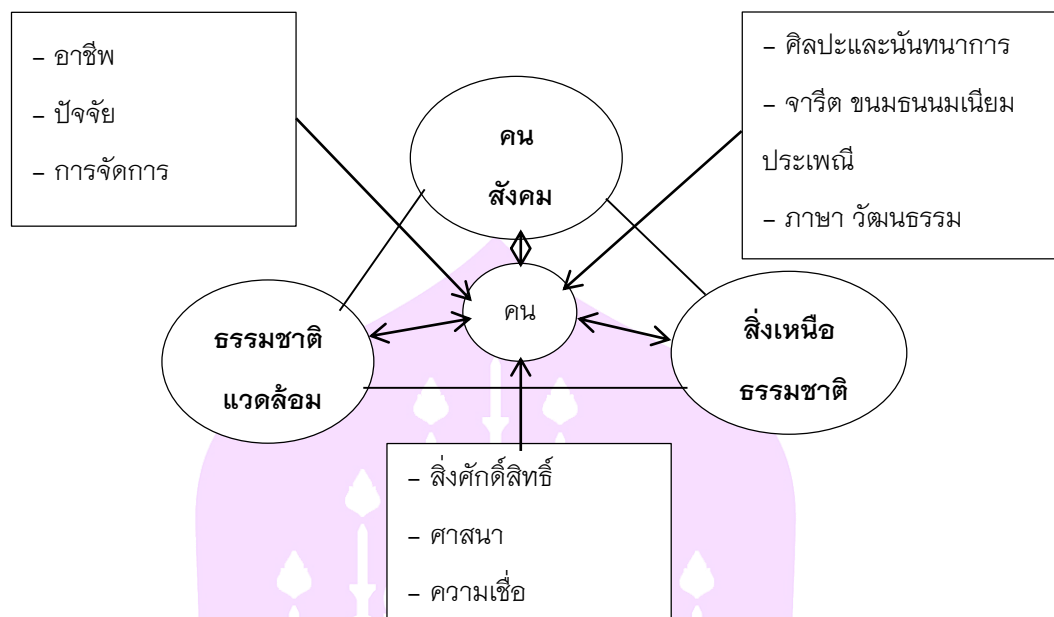 - อาชีพ
- ปัจจัย
- การจัดการ
- ศิลปะและนันทนาการ
- จารีต ขนมธนนมเนียม
ประเพณี
- ภาษา วัฒนธรรม
คน
สังคม
คน
ธรรมชาติ
แวดล้อม
สิ่งเหนือ
ธรรมชาติ
- สิ่งศักดิ์สิทธิ์
- ศาสนา
- ความเชื่อ